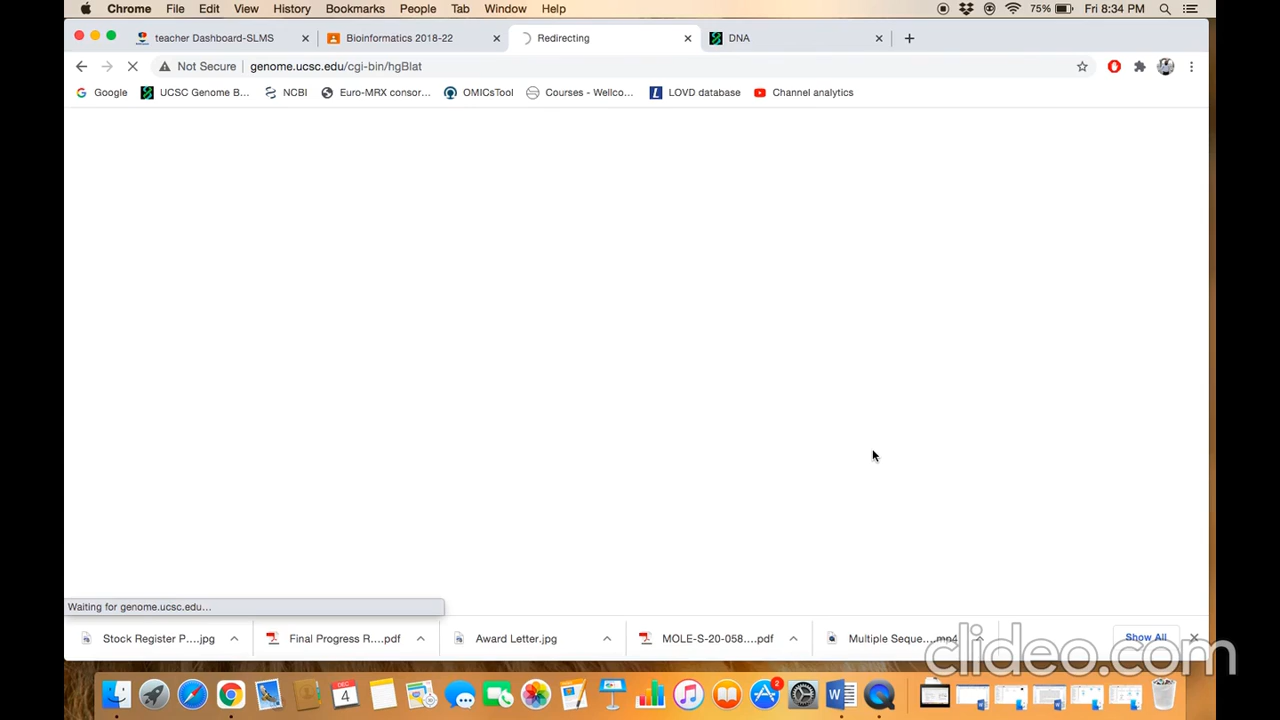 Chrome File Edit View History Bookmarks People Tab Window Help 75% Fri 8:34 PM
teacher Dashboard-SLMS Bioinformatics 2018-22 Redirecting DNA
Not Secure genome.ucsc.edu/cgi-bin/hgBlat
Google UCSC Genome B... NCBI Euro-MRX consor... OMICsTool Courses - Wellco... LOVD database Channel analytics
Waiting for genome.ucsc.edu...
Stock Register P....jpg Final Progress R....pdf Award Letter.jpg MOLE-S-20-058....pdf Multiple Seque....mp4 Show All
clideo.com
DEC
4
2